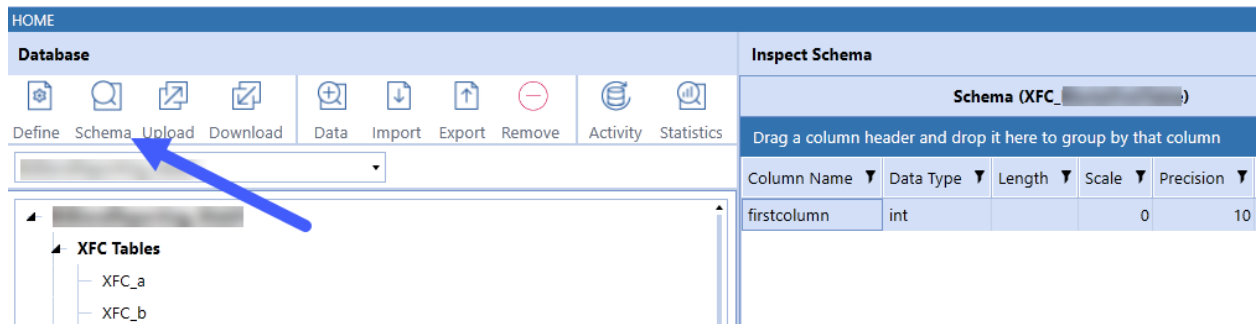 HOME
Database
Define Schema Upload Download Data Import Export Remove Activity Statistics
XFC Tables
XFC_a
XFC_b
Inspect Schema
Schema (XFC_ )
Drag a column header and drop it here to group by that column
Column Name Data Type Length Scale Precision
firstcolumn int 0 10